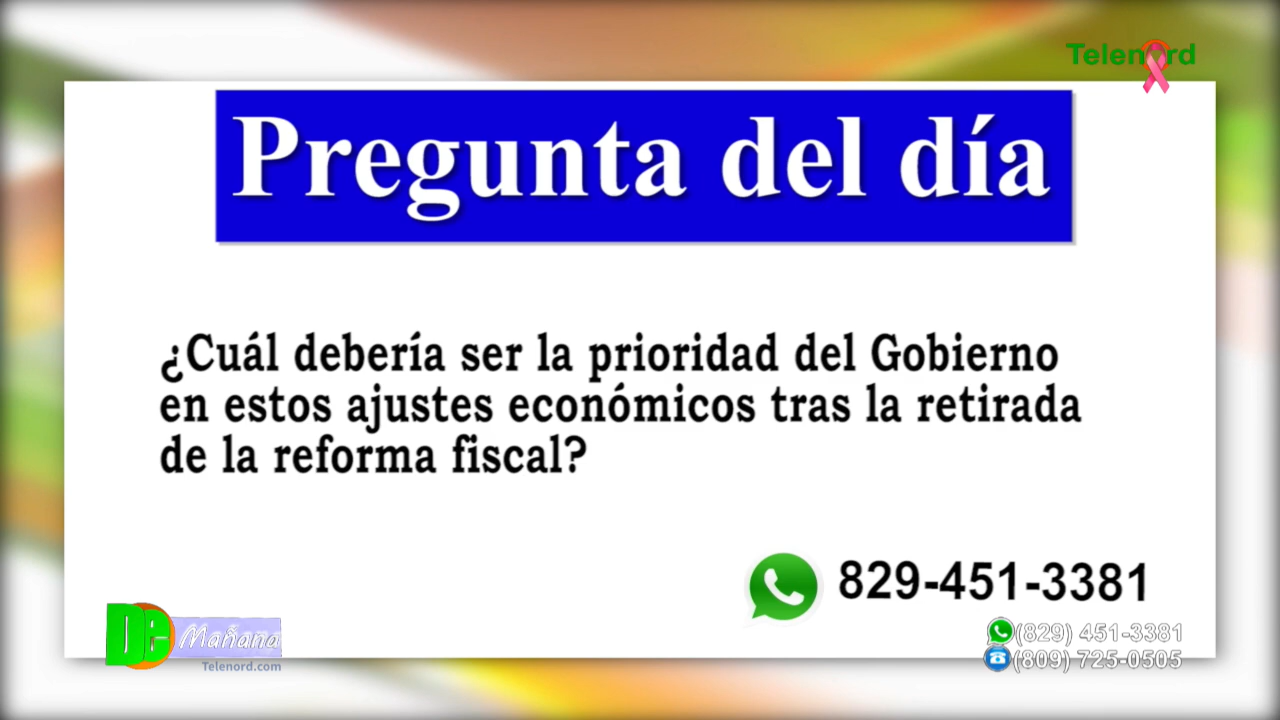 Telenord
Pregunta del día
¿Cuál debería ser la prioridad del Gobierno
en estos ajustes económicos tras la retirada
de la reforma fiscal?
829-451-3381
De
Mañana
Telenord.com
(829) 451-3381
(809) 725-0505